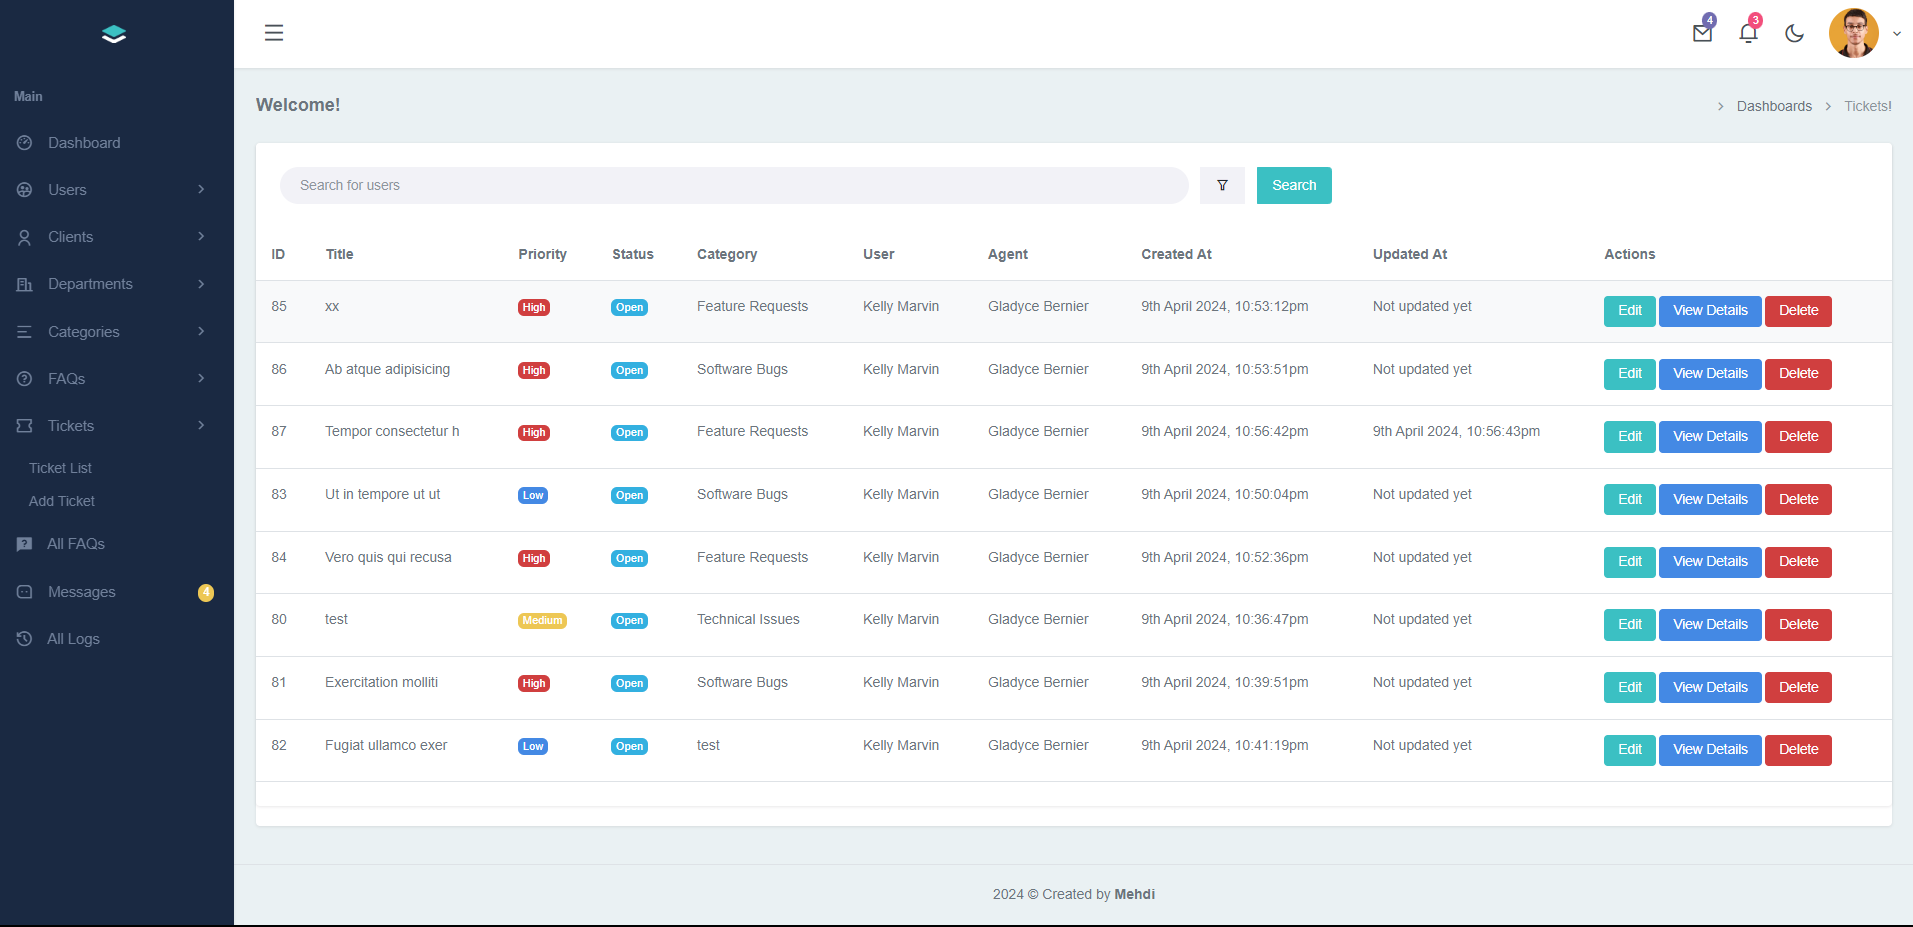 4 3
Main
Dashboard
Users
Clients
Departments
Categories
FAQs
Tickets
Ticket List
Add Ticket
All FAQs
Messages 4
All Logs
Welcome!
Dashboards Tickets!
Search for users Search
ID Title Priority Status Category User Agent Created At Updated At Actions
85 xx High Open Feature Requests Kelly Marvin Gladyce Bernier 9th April 2024, 10:53:12pm Not updated yet Edit View Details Delete
86 Ab atque adipisicing High Open Software Bugs Kelly Marvin Gladyce Bernier 9th April 2024, 10:53:51pm Not updated yet Edit View Details Delete
87 Tempor consectetur h High Open Feature Requests Kelly Marvin Gladyce Bernier 9th April 2024, 10:56:42pm 9th April 2024, 10:56:43pm Edit View Details Delete
83 Ut in tempore ut ut Low Open Software Bugs Kelly Marvin Gladyce Bernier 9th April 2024, 10:50:04pm Not updated yet Edit View Details Delete
84 Vero quis qui recusa High Open Feature Requests Kelly Marvin Gladyce Bernier 9th April 2024, 10:52:36pm Not updated yet Edit View Details Delete
80 test Medium Open Technical Issues Kelly Marvin Gladyce Bernier 9th April 2024, 10:36:47pm Not updated yet Edit View Details Delete
81 Exercitation molliti High Open Software Bugs Kelly Marvin Gladyce Bernier 9th April 2024, 10:39:51pm Not updated yet Edit View Details Delete
82 Fugiat ullamco exer Low Open test Kelly Marvin Gladyce Bernier 9th April 2024, 10:41:19pm Not updated yet Edit View Details Delete
2024 © Created by Mehdi